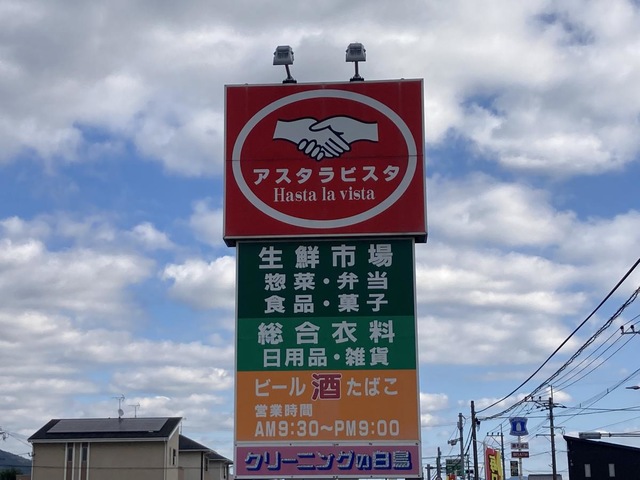 アスタラビスタ
Hasta la vista
生鮮市場
惣菜・弁当
食品・菓子
総合衣料
日用品・雑貨
ビール 酒 たばこ
営業時間
AM9:30～PM9:00
クリーニングの白鳥